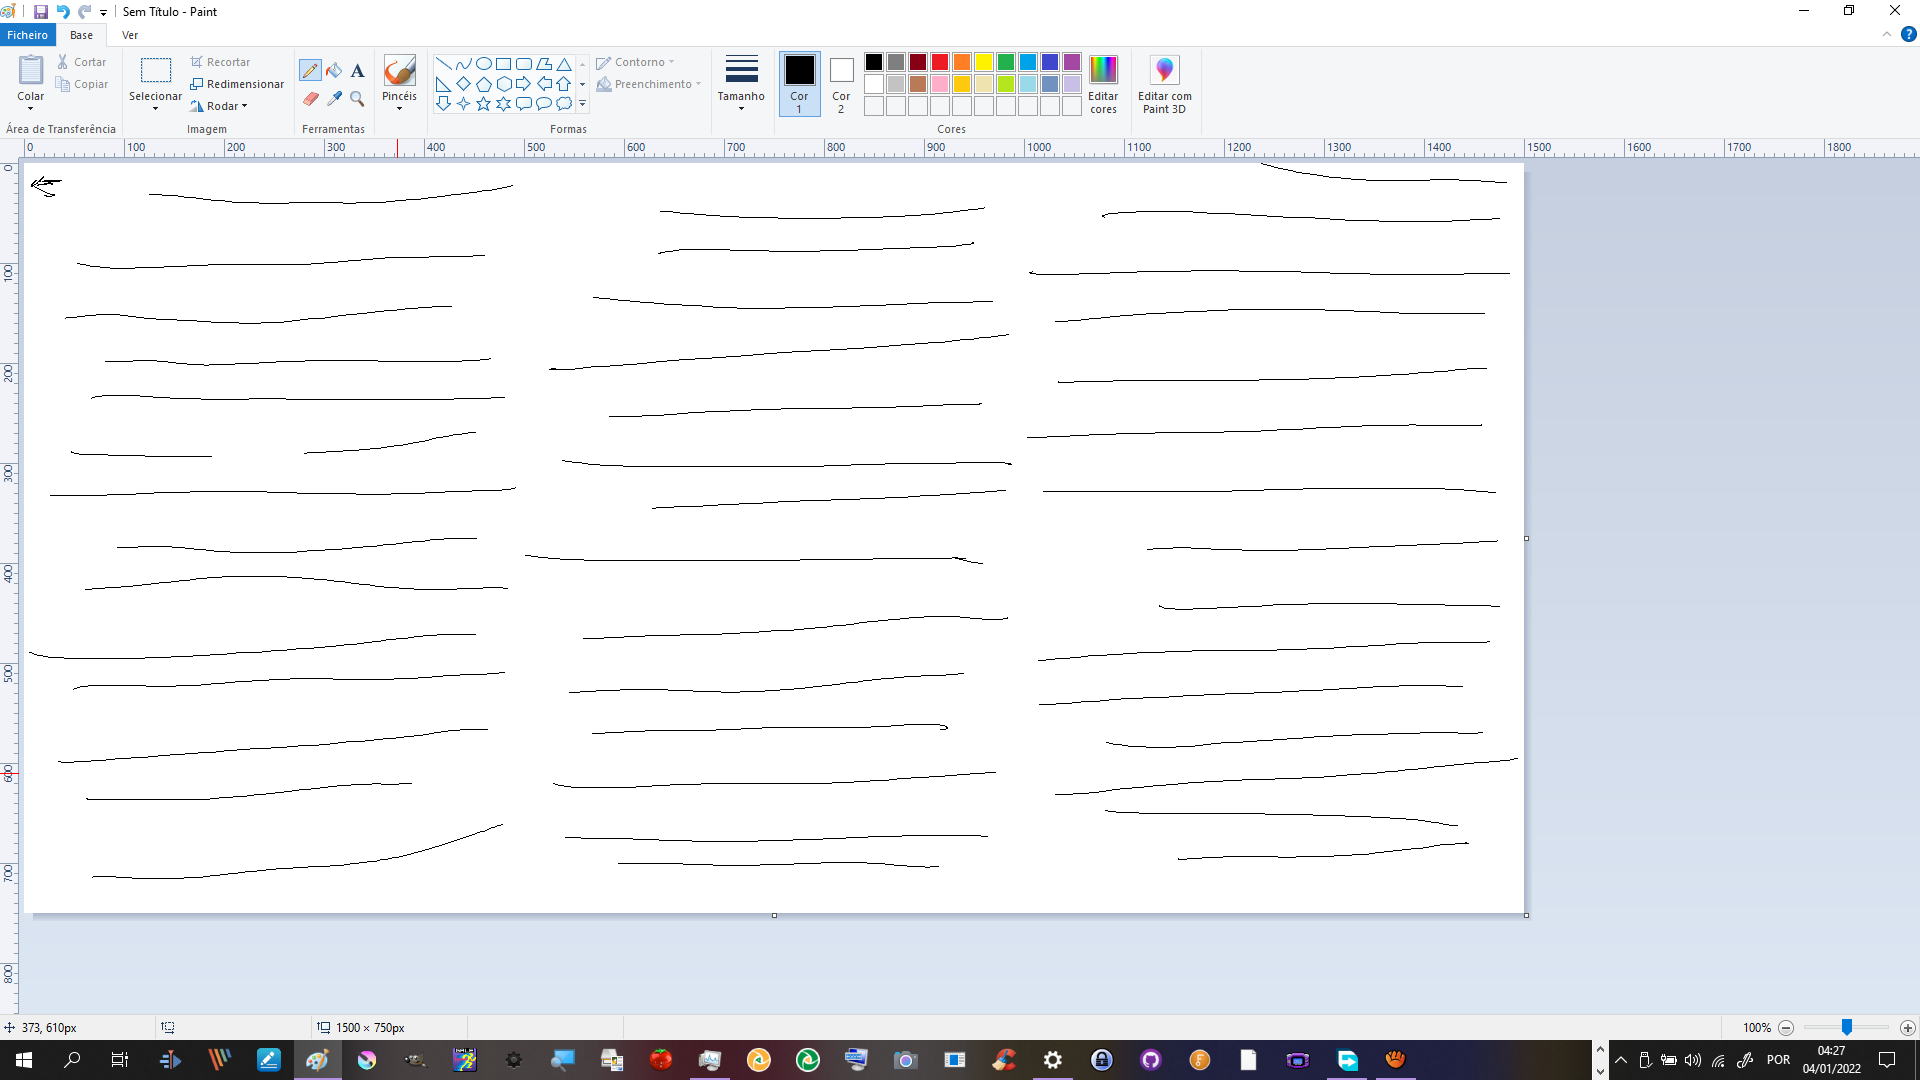 Sem Título - Paint
Ficheiro Base Ver
Colar
Cortar
Copiar
Área de Transferência
Selecionar
Recortar
Redimensionar
Rodar
Imagem
A
Ferramentas
Pincéis
Contorno
Preenchimento
Formas
Tamanho
Cor 1
Cor 2
Editar cores
Cores
Editar com Paint 3D
0 100 200 300 400 500 600 700 800 900 1000 1100 1200 1300 1400 1500 1600 1700 1800
0
100
200
300
400
500
600
700
800
373, 610px
1500 × 750px
100%
POR
04:27
04/01/2022